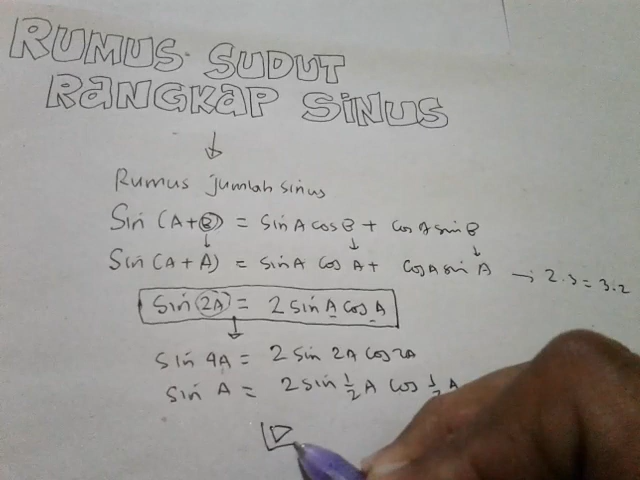 RUMUS SUDUT
RANGKAP SINUS
Rumus jumlah sinus
Sin (A+B) = sin A cos B + cos A sin B
Sin (A+A) = sin A cos A + cos A sin A → 2.3 = 3.2
Sin 2A = 2 sin A cos A
Sin 4A = 2 sin 2A cos 2A
Sin A = 2 sin ½ A cos ½ A